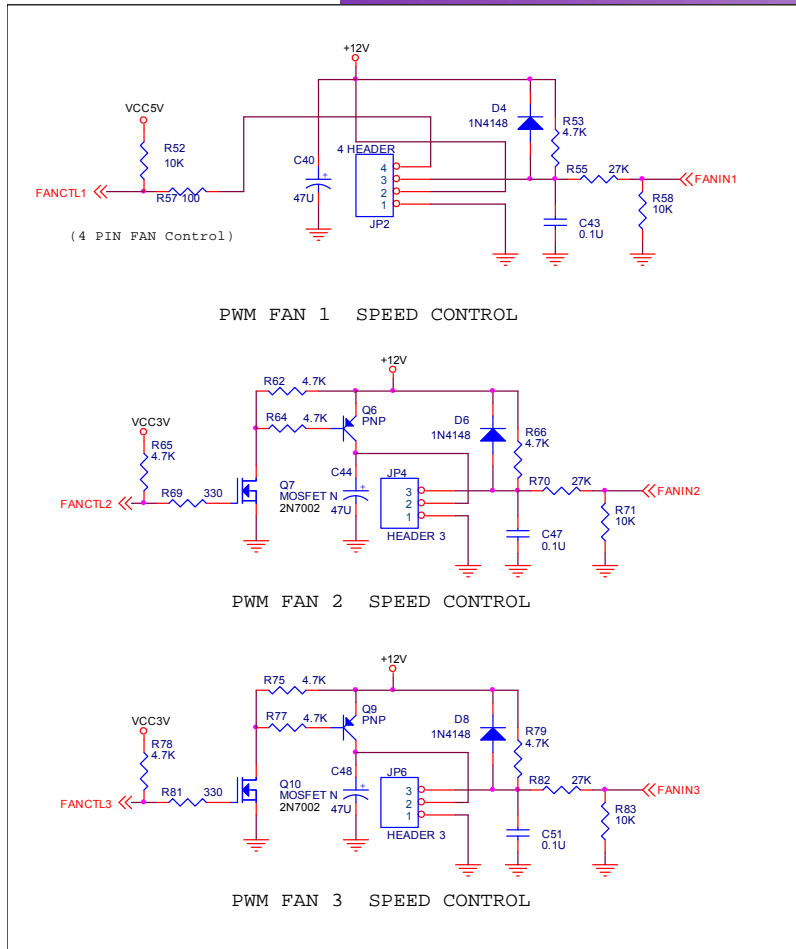 +12V
VCC5V
R52
10K
FANCTL1
R57 100
(4 PIN FAN Control)
C40
+
47U
4 HEADER
4
3
2
1
JP2
D4
1N4148
R53
4.7K
R55 27K
FANIN1
R58
10K
C43
0.1U
PWM FAN 1 SPEED CONTROL
+12V
R62 4.7K
R64 4.7K
Q6
PNP
VCC3V
R65
4.7K
FANCTL2
R69 330
Q7
MOSFET N
2N7002
C44
+
47U
JP4
3
2
1
HEADER 3
D6
1N4148
R66
4.7K
R70 27K
FANIN2
R71
10K
C47
0.1U
PWM FAN 2 SPEED CONTROL
+12V
R75 4.7K
R77 4.7K
Q9
PNP
VCC3V
R78
4.7K
FANCTL3
R81 330
Q10
MOSFET N
2N7002
C48
+
47U
JP6
3
2
1
HEADER 3
D8
1N4148
R79
4.7K
R82 27K
FANIN3
R83
10K
C51
0.1U
PWM FAN 3 SPEED CONTROL